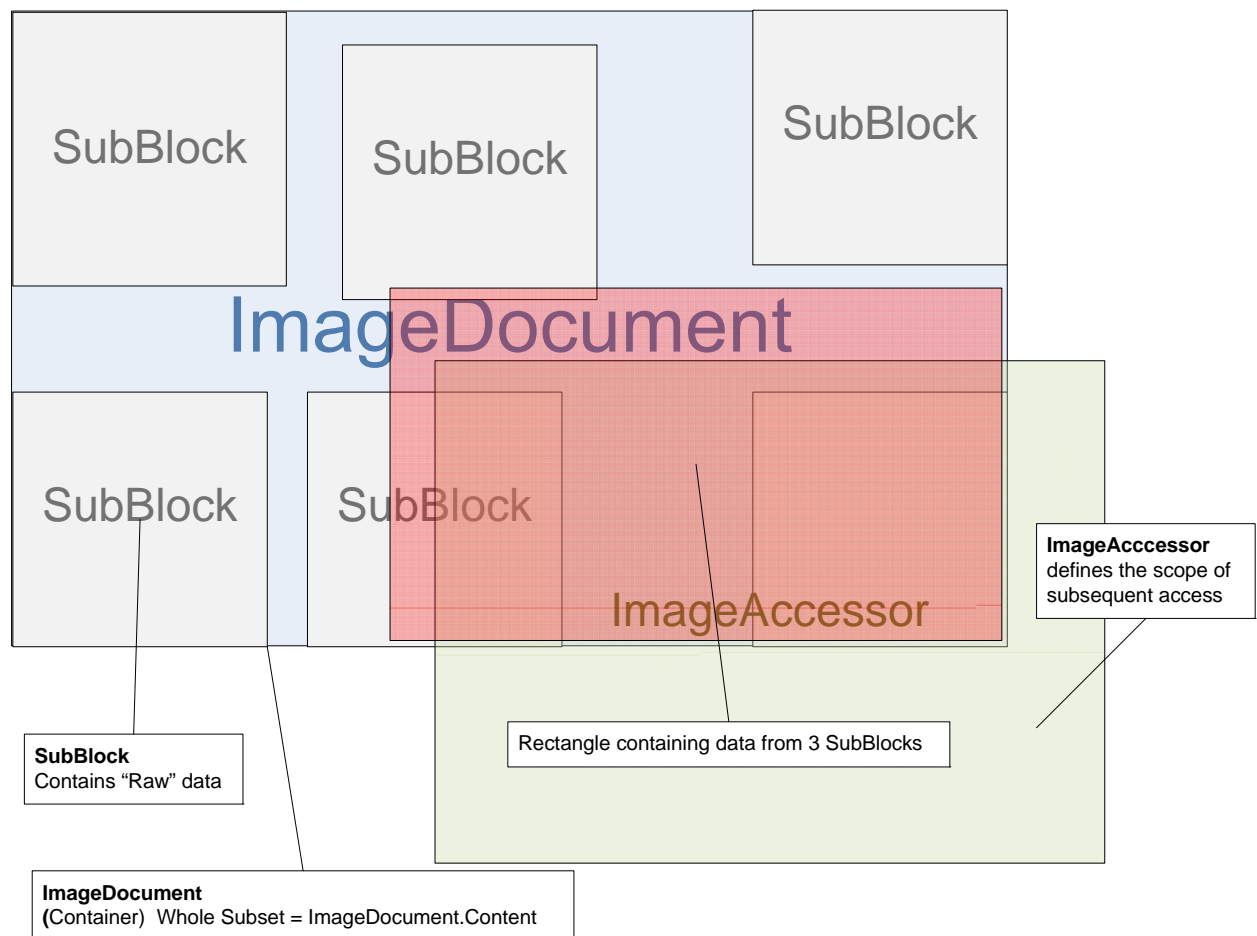 SubBlock
SubBlock
SubBlock
ImageDocument
SubBlock
SubBlock
ImageAccessor
ImageAcccessor
defines the scope of
subsequent access
Rectangle containing data from 3 SubBlocks
SubBlock
Contains “Raw” data
ImageDocument
(Container) Whole Subset = ImageDocument.Content